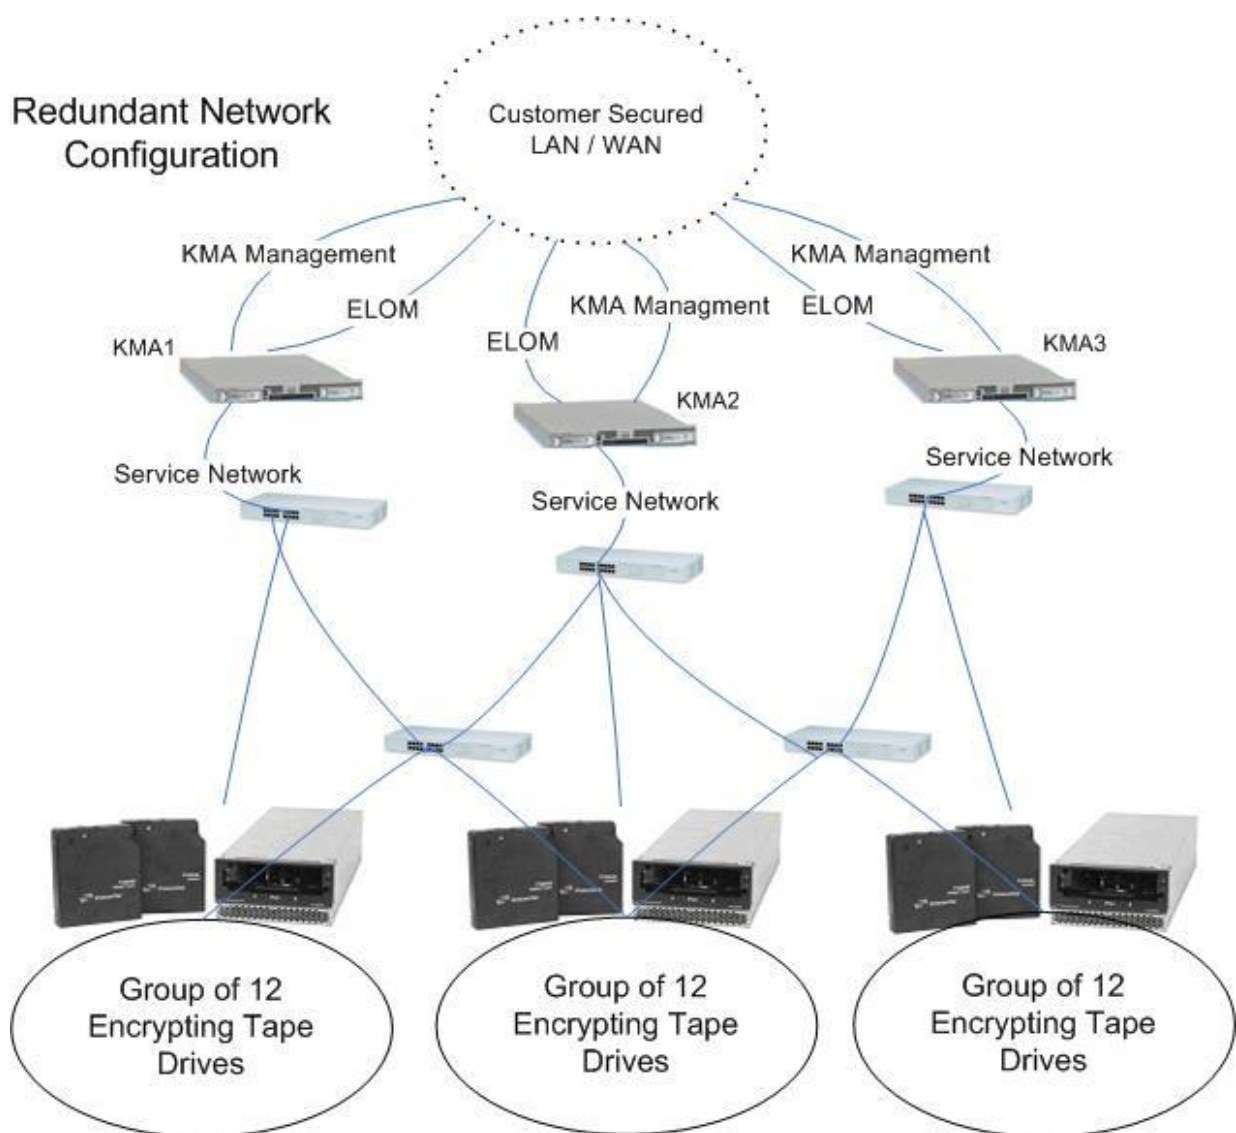 Redundant Network
Configuration
Customer Secured
LAN / WAN
KMA Management
ELOM
KMA1
ELOM
KMA Managment
KMA2
KMA Managment
ELOM
KMA3
Service Network
Service Network
Service Network
Group of 12
Encrypting Tape
Drives
Group of 12
Encrypting Tape
Drives
Group of 12
Encrypting Tape
Drives